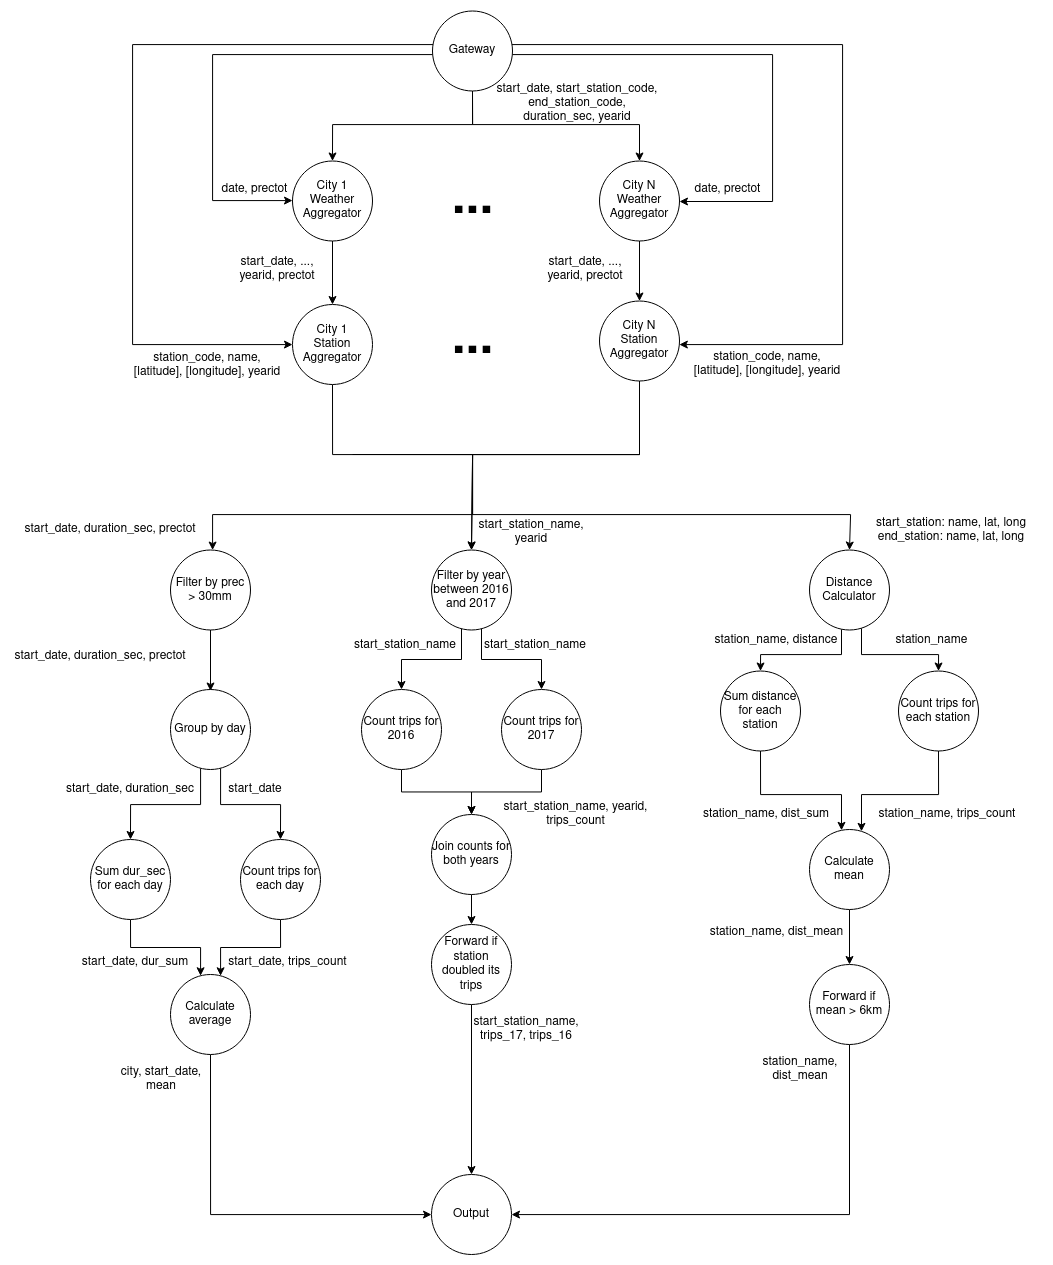 Gateway
start_date, start_station_code,
end_station_code,
duration_sec, yearid
date, prectot
City 1
Weather
Aggregator
...
City N
Weather
Aggregator
date, prectot
start_date, ...,
yearid, prectot
start_date, ...,
yearid, prectot
City 1
Station
Aggregator
...
City N
Station
Aggregator
station_code, name,
[latitude], [longitude], yearid
station_code, name,
[latitude], [longitude], yearid
start_date, duration_sec, prectot
start_station_name,
yearid
start_station: name, lat, long
end_station: name, lat, long
Filter by prec
> 30mm
Filter by year
between 2016
and 2017
Distance
Calculator
start_date, duration_sec, prectot
start_station_name
start_station_name
station_name, distance
station_name
Group by day
Count trips for
2016
Count trips for
2017
Sum distance
for each
station
Count trips for
each station
start_date, duration_sec
start_date
start_station_name, yearid,
trips_count
station_name, dist_sum
station_name, trips_count
Sum dur_sec
for each day
Count trips for
each day
Join counts for
both years
Calculate
mean
start_date, dur_sum
start_date, trips_count
station_name, dist_mean
Forward if
station
doubled its
trips
Calculate
average
Forward if
mean > 6km
start_station_name,
trips_17, trips_16
city, start_date,
mean
station_name,
dist_mean
Output